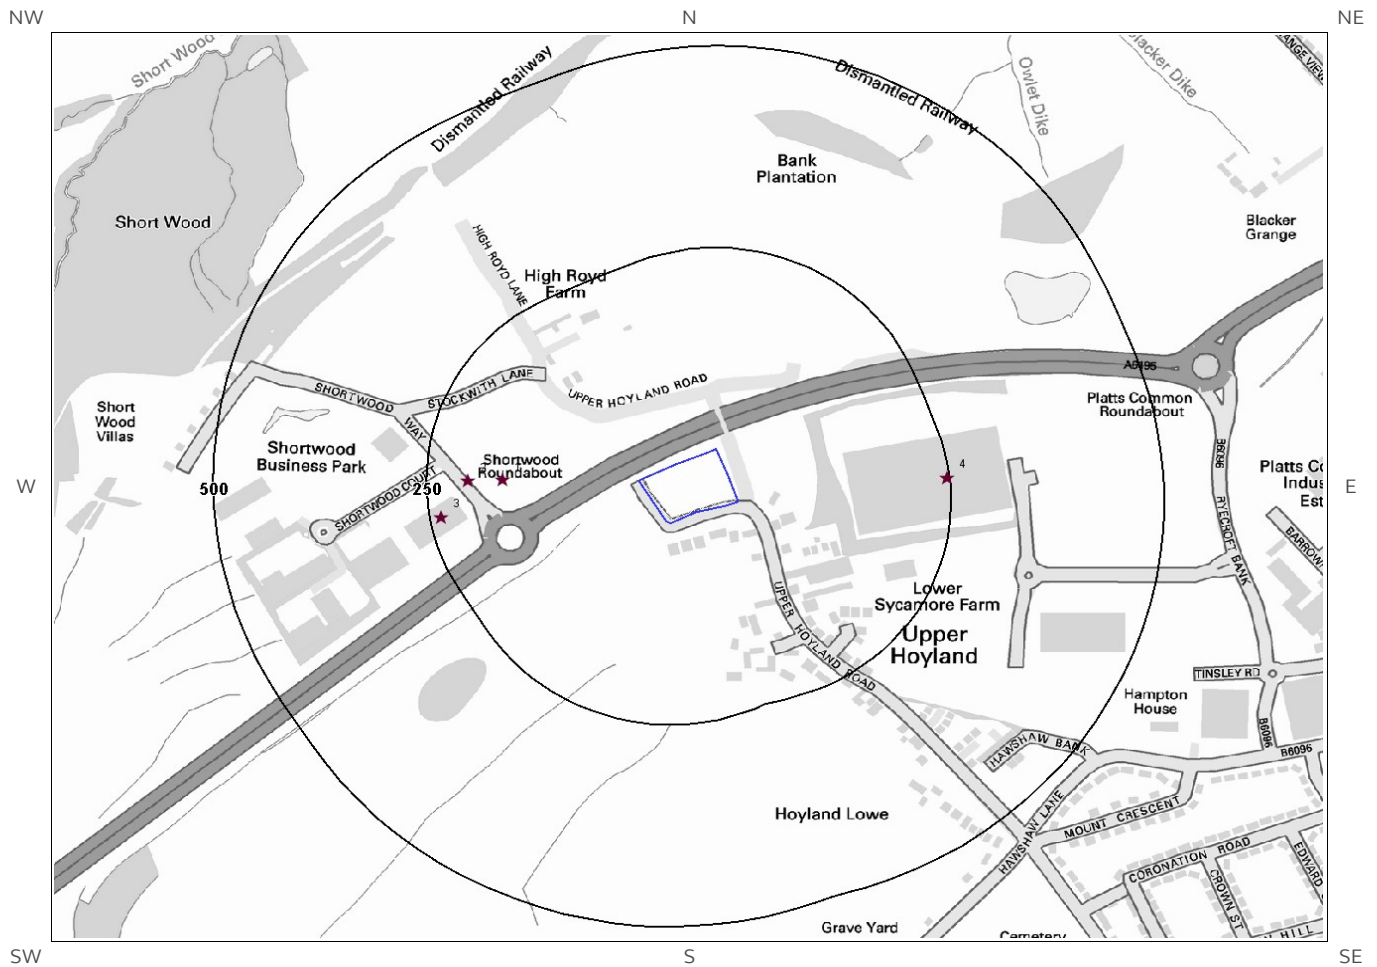 NW
N
NE
Short Wood
Dismantled Railway
Dismantled Railway
Owlet Dike
Blacker Dike
Bank
Plantation
Short Wood
HIGH ROYD LANE
High Royd
Farm
Blacker
Grange
A6195
Platts Common
Roundabout
SHORTWOOD
WAY
STOCKWITH LANE
UPPER HOYLAND ROAD
Short
Wood
Villas
Shortwood
Business Park
Shortwood
Roundabout
B6096
RYECROFT BANK
W
500
250
SHORTWOOD COURT
3
4
E
Lower
Sycamore Farm
Upper
Hoyland
UPPER HOYLAND ROAD
TINSLEY RD
Hampton
House
B6096
B6096
HAWSHAW BANK
HAWSHAW LANE
MOUNT CRESCENT
Hoyland Lowe
CORONATION ROAD
CROWN ST
EDWARD
HILL
Grave Yard
Cemetery
SW
S
SE